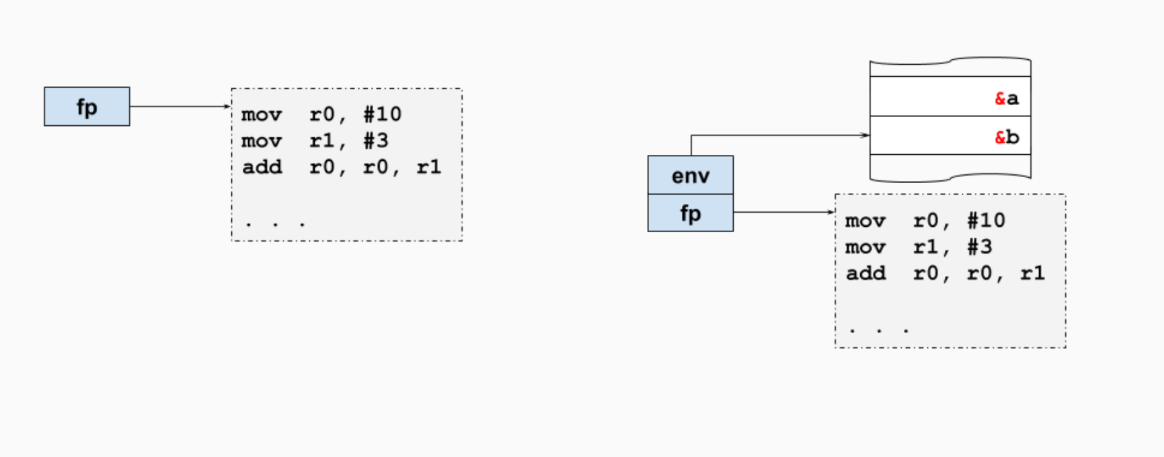 fp
mov  r0, #10
mov  r1, #3
add  r0, r0, r1
. . .
&a
&b
env
fp
mov  r0, #10
mov  r1, #3
add  r0, r0, r1
. . .